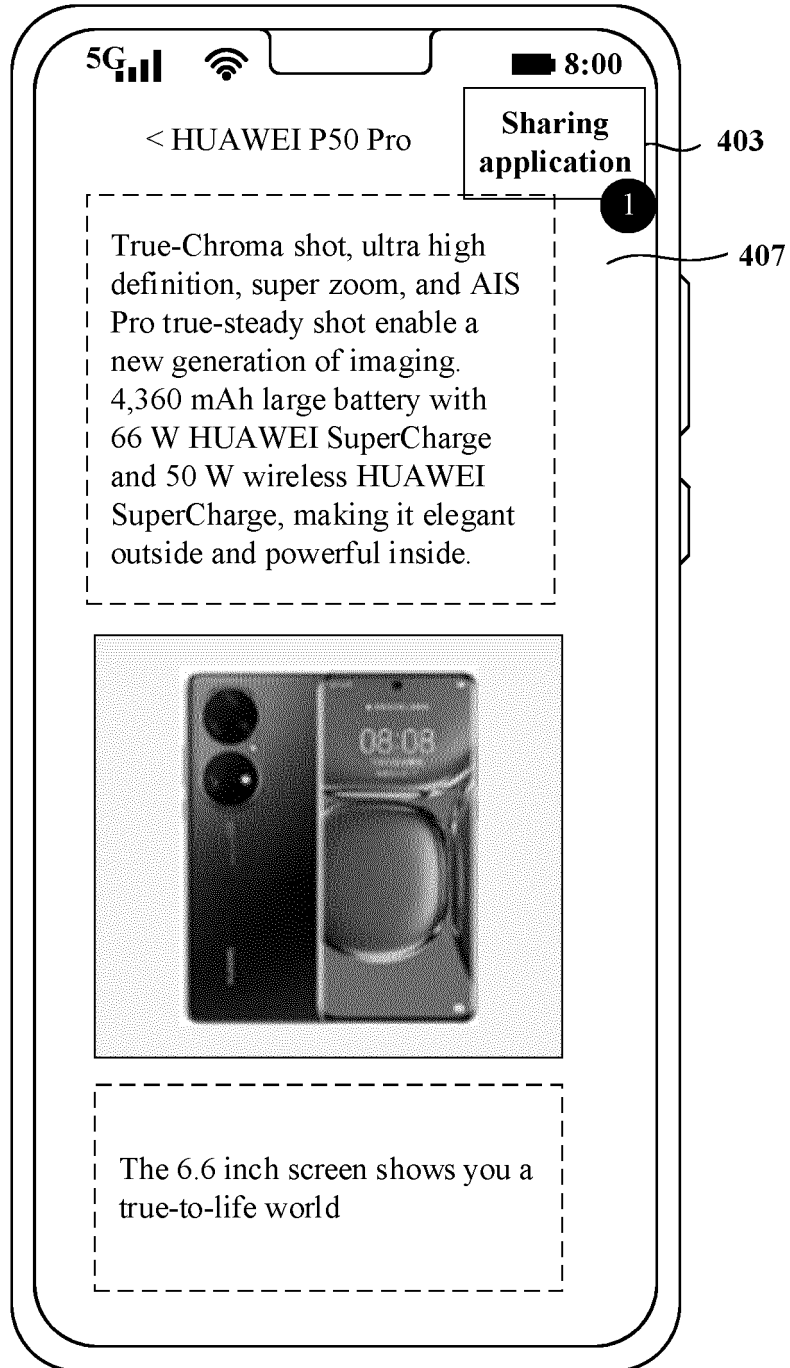 5G 8:00
< HUAWEI P50 Pro
Sharing
application
403
1
407
True-Chroma shot, ultra high
definition, super zoom, and AIS
Pro true-steady shot enable a
new generation of imaging.
4,360 mAh large battery with
66 W HUAWEI SuperCharge
and 50 W wireless HUAWEI
SuperCharge, making it elegant
outside and powerful inside.
08:08
The 6.6 inch screen shows you a
true-to-life world